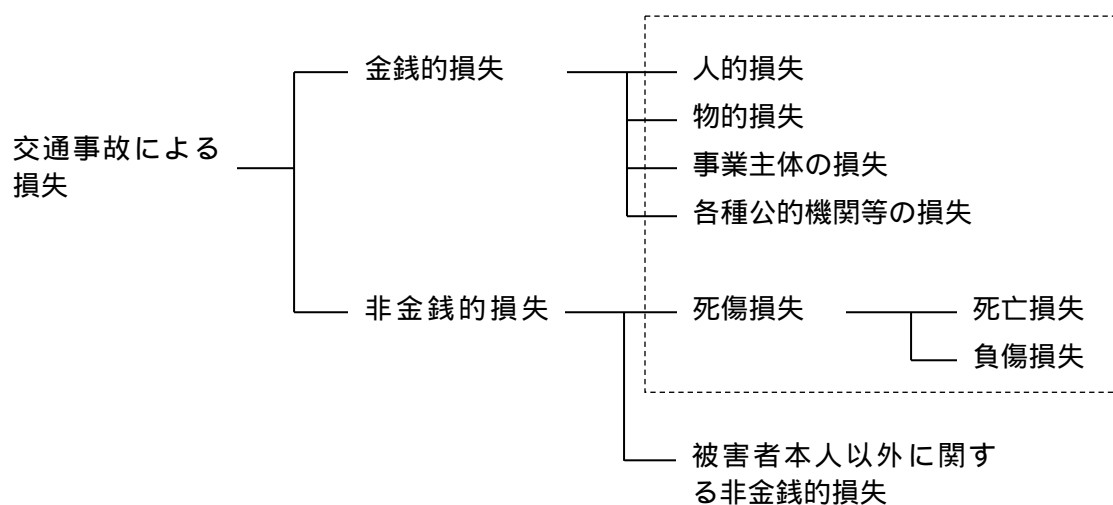 交通事故による
損失
金銭的損失
人的損失
物的損失
事業主体の損失
各種公的機関等の損失
非金銭的損失
死傷損失
死亡損失
負傷損失
被害者本人以外に関す
る非金銭的損失